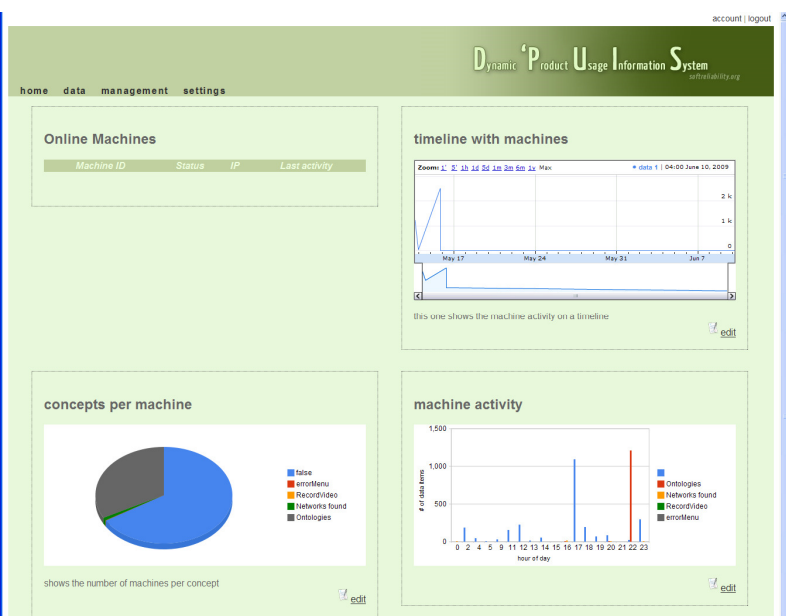 account | logout
Dynamic 'Product Usage Information System
softreliability.org
home data management settings
Online Machines
Machine ID Status IP Last activity
timeline with machines
Zoom: 1' 5' 1h 1d 5d 1m 3m 6m 1y Max
data 1 | 04:00 June 10, 2009
2 k
1 k
0
May 17 May 24 May 31 Jun 7
this one shows the machine activity on a timeline
edit
concepts per machine
false
errorMenu
RecordVideo
Networks found
Ontologies
shows the number of machines per concept
edit
machine activity
1,500
1,000
500
0
# of data items
0 2 4 5 9 11 12 13 14 15 16 17 18 19 20 21 22 23
hour of day
Ontologies
Networks found
RecordVideo
errorMenu
edit